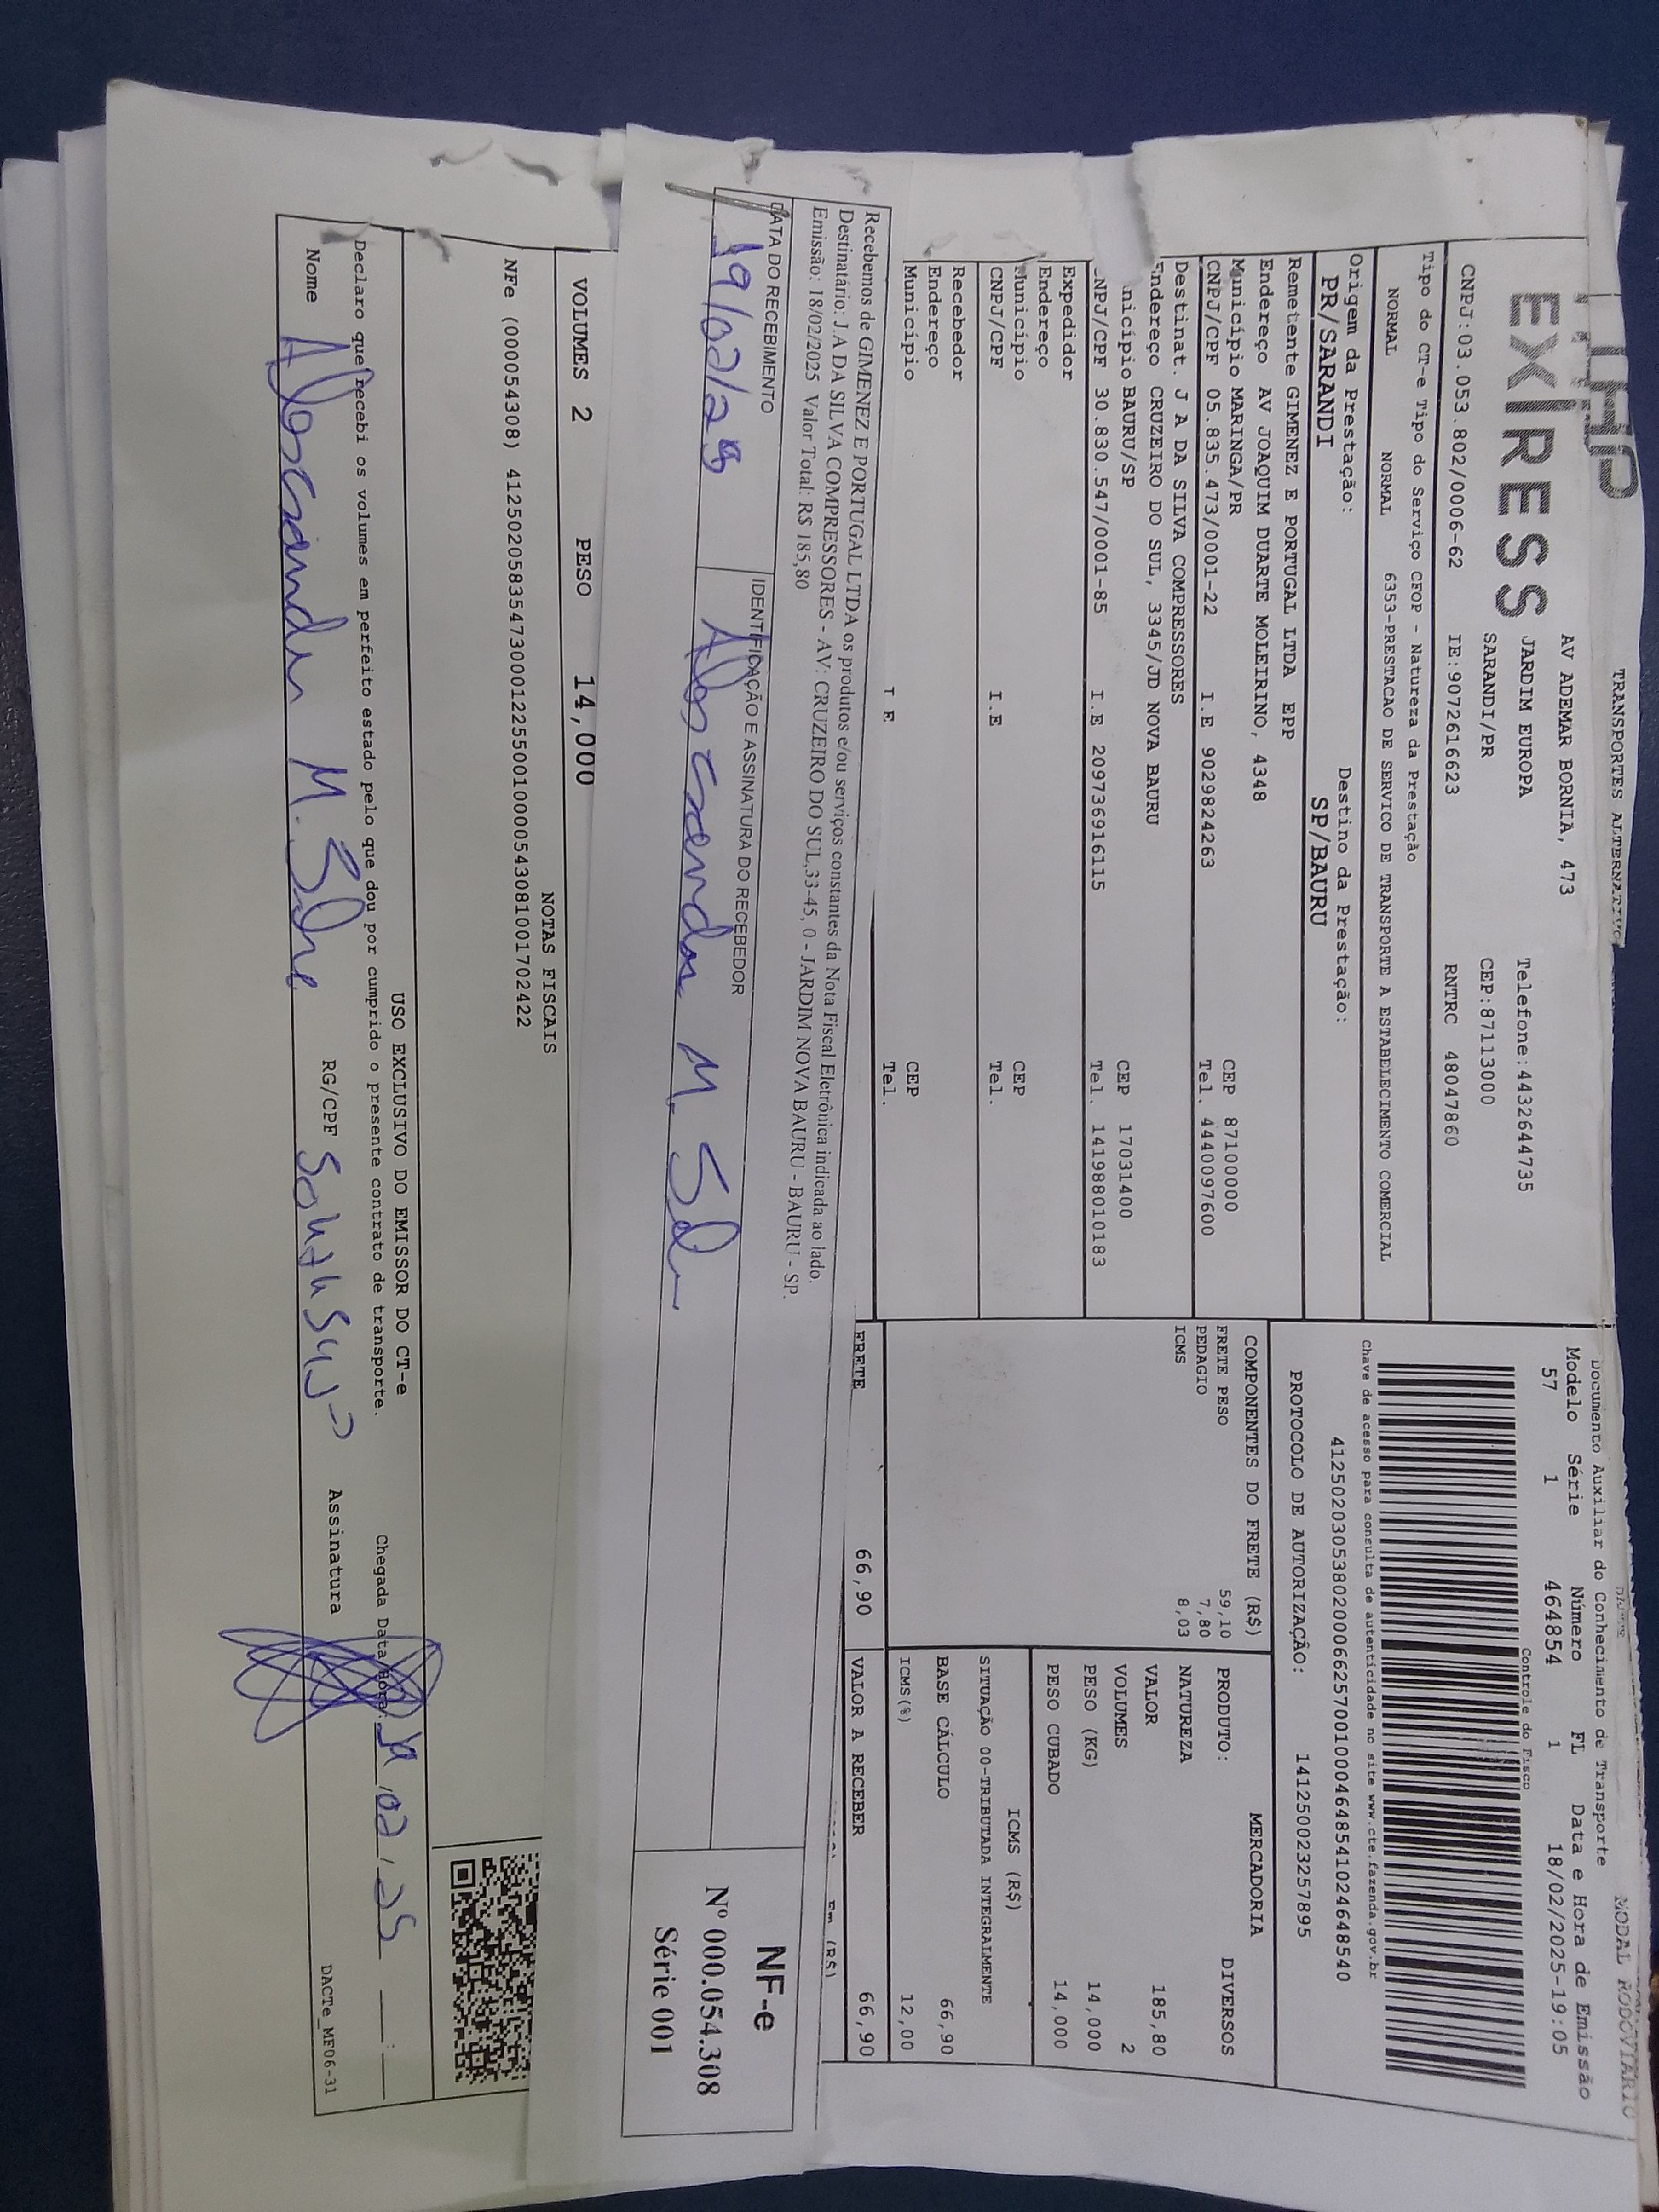 TRANSPORTES ALTERNATIVO
EXPRESS
AV ADEMAR BORNIA, 473
JARDIM EUROPA Telefone:4432644735
SARANDI/PR CEP:87113000
CNPJ:03.053.802/0006-62 IE:9072616623 RNTRC 48047860
MODAL RODOVIÁRIO
Documento Auxiliar do Conhecimento de Transporte
Modelo Série Número FL Data e Hora de Emissão
57 1 464854 1 18/02/2025-19:05
Controle do Fisco
Chave de acesso para consulta de autenticidade no site www.cte.fazenda.gov.br
41250203053802000662570010004648541024648540
PROTOCOLO DE AUTORIZAÇÃO: 141250023257895
Tipo do CT-e Tipo do Serviço CFOP - Natureza da Prestação
NORMAL NORMAL 6353-PRESTACAO DE SERVICO DE TRANSPORTE A ESTABELECIMENTO COMERCIAL
Origem da Prestação: Destino da Prestação:
PR/SARANDI SP/BAURU
Remetente GIMENEZ E PORTUGAL LTDA EPP
Endereço AV JOAQUIM DUARTE MOLEIRINO, 4348
Município MARINGA/PR CEP 87100000
CNPJ/CPF 05.835.473/0001-22 I.E 9029824263 Tel. 444009760­0
Destinat. J A DA SILVA COMPRESSORES
Endereço CRUZEIRO DO SUL, 3345/JD NOVA BAURU
nicípio BAURU/SP CEP 17031400
CNPJ/CPF 30.830.547/0001-85 I.E 209736916115 Tel. 14198801­0183
Expedidor
Endereço
Município CEP
CNPJ/CPF I.E Tel.
Recebedor
Endereço
Município CEP
I E Tel.
COMPONENTES DO FRETE (R$)
FRETE PESO 59,10
PEDAGIO 7,80
ICMS 8,03
FRETE 66,90
MERCADORIA
PRODUTO: DIVERSOS
NATUREZA
VALOR 185,80
VOLUMES 2
PESO (KG) 14,000
PESO CUBADO 14,000
ICMS (R$)
SITUAÇÃO 00-TRIBUTADA INTEGRALMENTE
BASE CÁLCULO 66,90
ICMS(%) 12,00
VALOR A RECEBER 66,90
Recebemos de GIMENEZ E PORTUGAL LTDA os produtos e/ou serviços constantes da Nota Fiscal Eletrônica indicada ao lado.
Destinatário: J A DA SILVA COMPRESSORES - AV: CRUZEIRO DO SUL,33-45, 0 - JARDIM NOVA BAURU - BAURU - SP.
Emissão: 18/02/2025 Valor Total: R$ 185,80
DATA DO RECEBIMENTO IDENTIFICAÇÃO E ASSINATURA DO RECEBEDOR
19/02/25
NF-e
Nº 000.054.308
Série 001
VOLUMES 2 PESO 14,000
NOTAS FISCAIS
NFe (000054308) 41250205835473000122550010000543081001702422
USO EXCLUSIVO DO EMISSOR DO CT-e
Declaro que recebi os volumes em perfeito estado pelo que dou por cumprido o presente contrato de transporte. Chegada Data/Hora:
Nome RG/CPF Assinatura DACTe_MF06-31